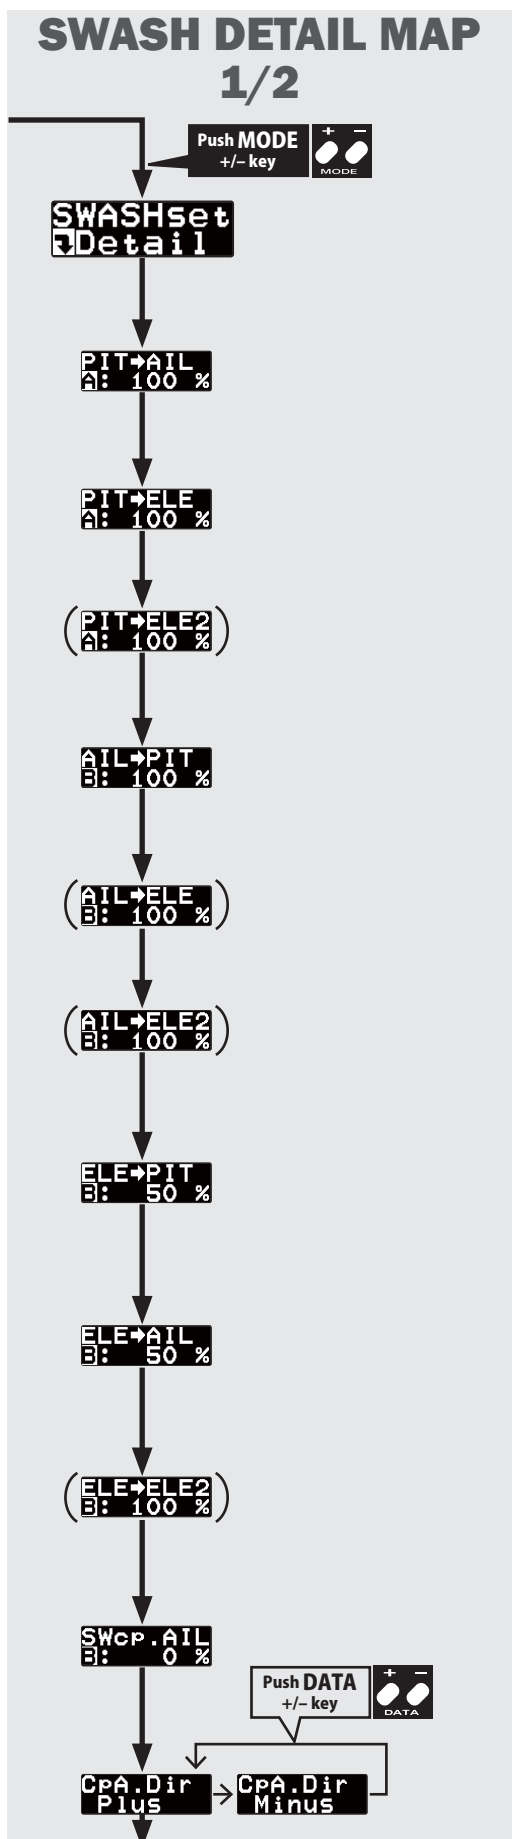 SWASH DETAIL MAP
1/2
Push MODE
+/– key
+ −
MODE
SWASHset
Detail
PIT➡AIL
A: 100 %
PIT➡ELE
A: 100 %
(PIT➡ELE2
A: 100 %)
AIL➡PIT
B: 100 %
(AIL➡ELE
B: 100 %)
(AIL➡ELE2
B: 100 %)
ELE➡PIT
B: 50 %
ELE➡AIL
B: 50 %
(ELE➡ELE2
B: 100 %)
SWcp.AIL
B: 0 %
Push DATA
+/– key
+ −
DATA
CpA.Dir
Plus
CpA.Dir
Minus